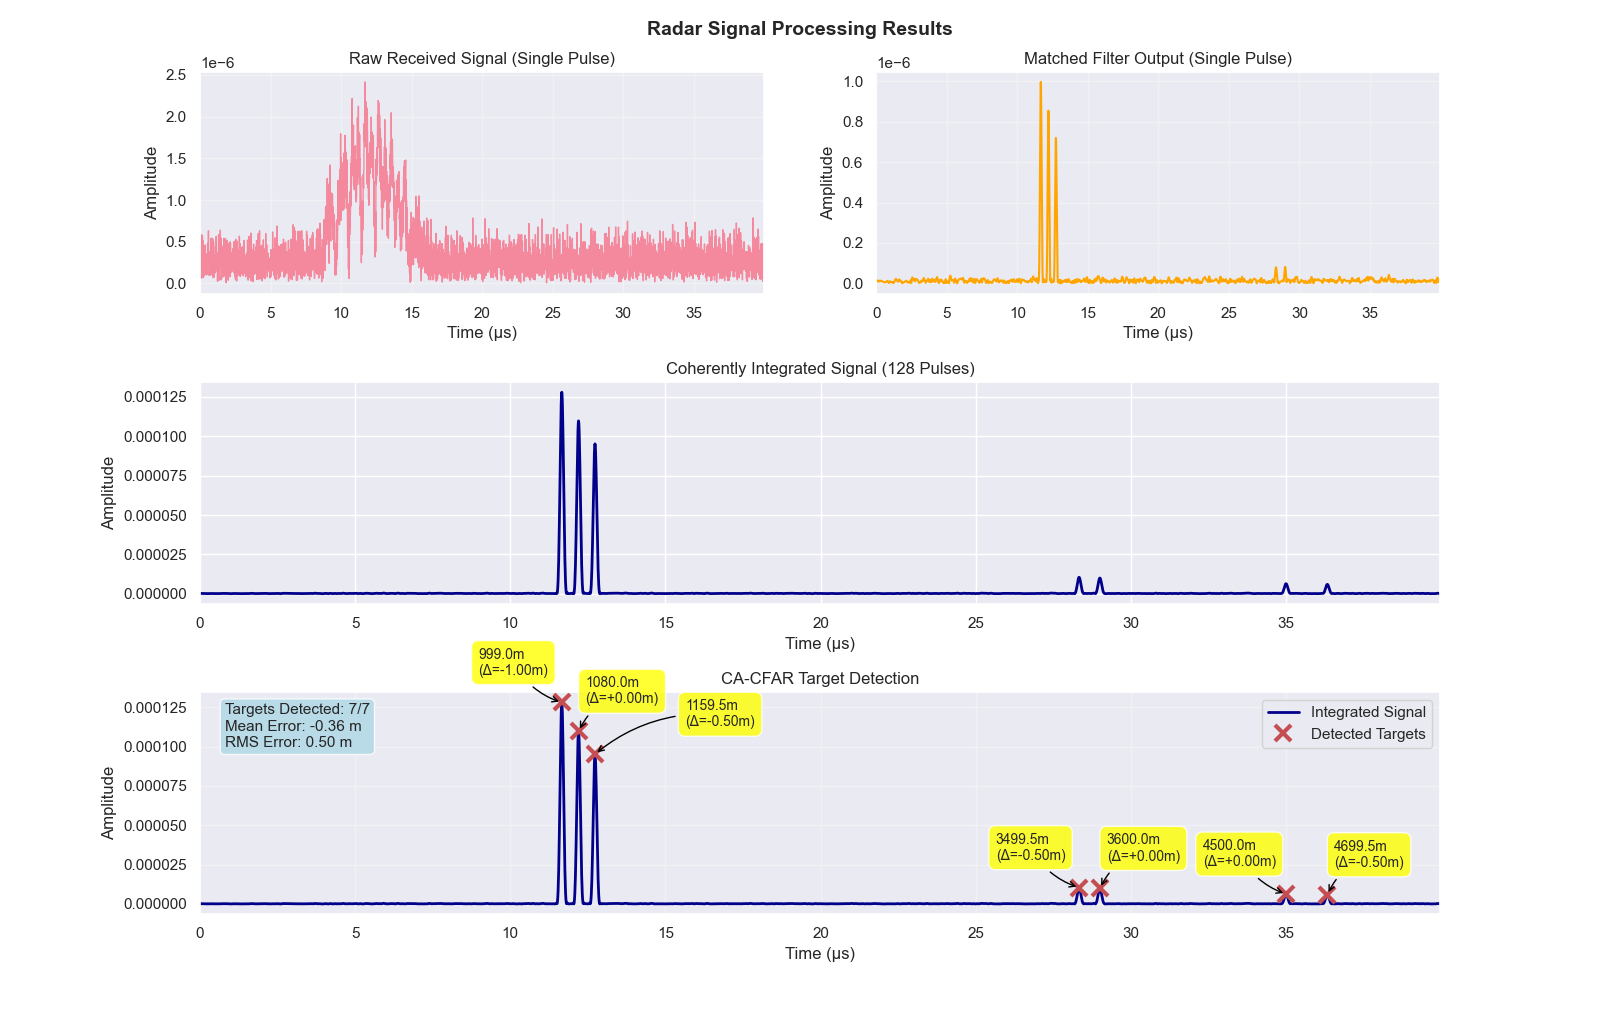 Radar Signal Processing Results
Raw Received Signal (Single Pulse)
1e−6
2.5
2.0
1.5
1.0
0.5
0.0
Amplitude
0 5 10 15 20 25 30 35
Time (μs)
Matched Filter Output (Single Pulse)
1e−6
1.0
0.8
0.6
0.4
0.2
0.0
Amplitude
0 5 10 15 20 25 30 35
Time (μs)
Coherently Integrated Signal (128 Pulses)
0.000125
0.000100
0.000075
0.000050
0.000025
0.000000
Amplitude
0 5 10 15 20 25 30 35
Time (μs)
CA-CFAR Target Detection
999.0m
(Δ=-1.00m)
1080.0m
(Δ=+0.00m)
1159.5m
(Δ=-0.50m)
Targets Detected: 7/7
Mean Error: -0.36 m
RMS Error: 0.50 m
Integrated Signal
Detected Targets
3499.5m
(Δ=-0.50m)
3600.0m
(Δ=+0.00m)
4500.0m
(Δ=+0.00m)
4699.5m
(Δ=-0.50m)
0.000125
0.000100
0.000075
0.000050
0.000025
0.000000
Amplitude
0 5 10 15 20 25 30 35
Time (μs)